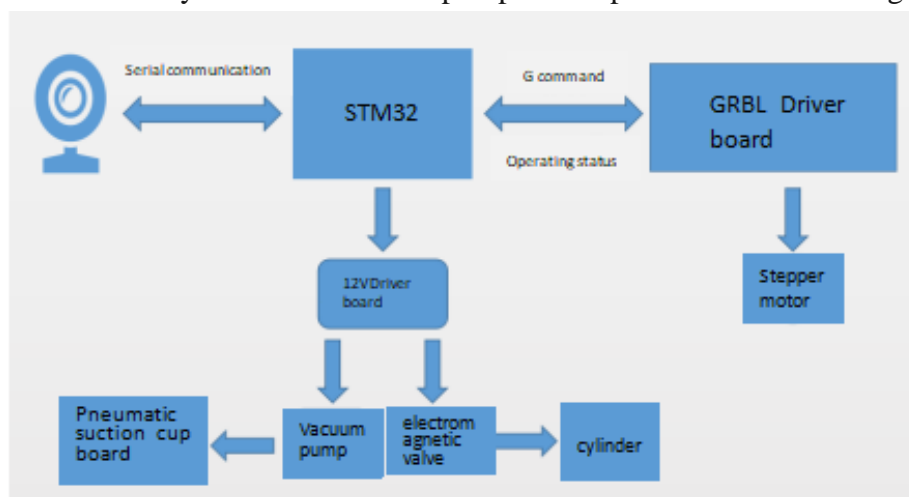 Serial communication
STM32
G command
Operating status
GRBL Driver
board
12VDriver
board
Stepper
motor
Pneumatic
suction cup
board
Vacuum
pump
electrom
agnetic
valve
cylinder